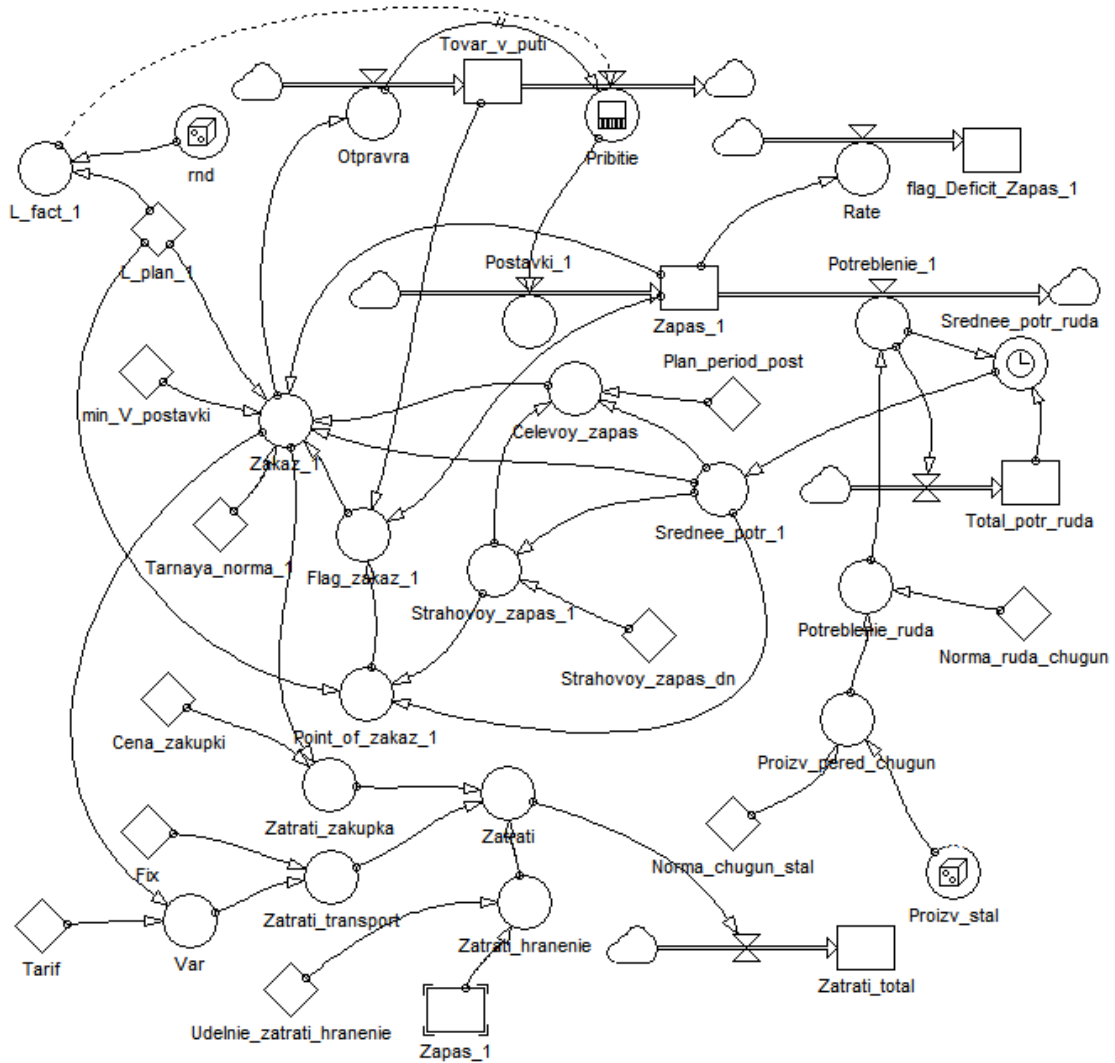 Tovar_v_puti
Otpravra
Pribitie
rnd
L_fact_1
Rate
flag_Deficit_Zapas_1
L_plan_1
Postavki_1
Potreblenie_1
Zapas_1
Srednee_potr_ruda
Plan_period_post
min_V_postavki
Celevoy_zapas
Zakaz_1
Srednee_potr_1
Total_potr_ruda
Tarnaya_norma_1
Flag_zakaz_1
Strahovoy_zapas_1
Potreblenie_ruda
Norma_ruda_chugun
Strahovoy_zapas_dn
Cena_zakupki
Point_of_zakaz_1
Proizv_pered_chugun
Zatrati_zakupka
Zatrati
Fix
Norma_chugun_stal
Zatrati_transport
Proizv_stal
Tarif
Var
Zatrati_hranenie
Zatrati_total
Udelnie_zatrati_hranenie
Zapas_1